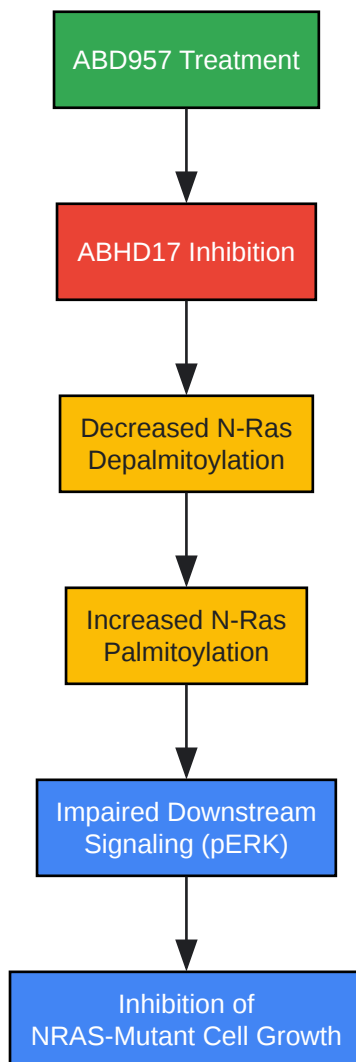 ABD957 Treatment
ABHD17 Inhibition
Decreased N-Ras
Depalmitoylation
Increased N-Ras
Palmitoylation
Impaired Downstream
Signaling (pERK)
Inhibition of
NRAS-Mutant Cell Growth